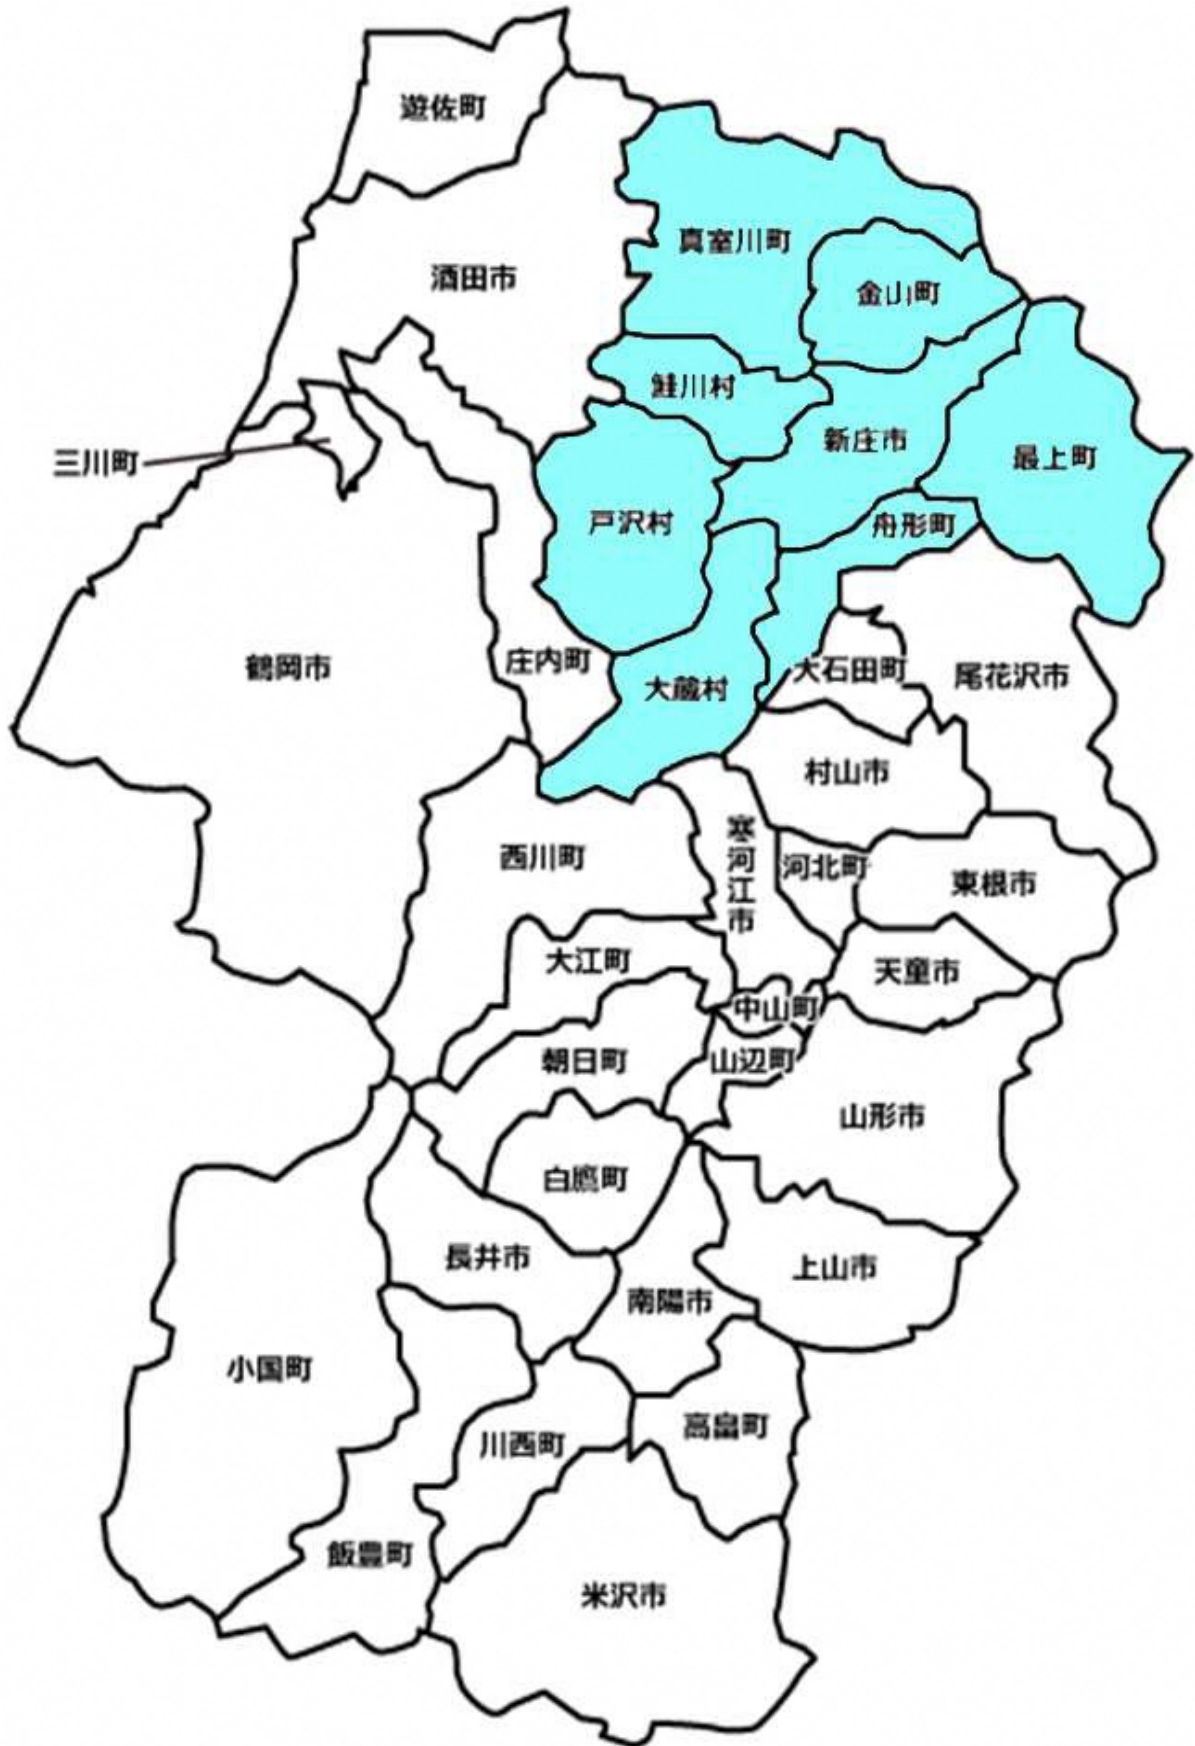 遊佐町
真室川町
酒田市
金山町
鮭川村
新庄市
最上町
三川町
戸沢村
舟形町
鶴岡市
庄内町
大蔵村
大石田町
尾花沢市
村山市
西川町
寒河江市
河北町
東根市
大江町
天童市
中山町
朝日町
山辺町
山形市
白鷹町
長井市
上山市
南陽市
小国町
高畠町
川西町
飯豊町
米沢市